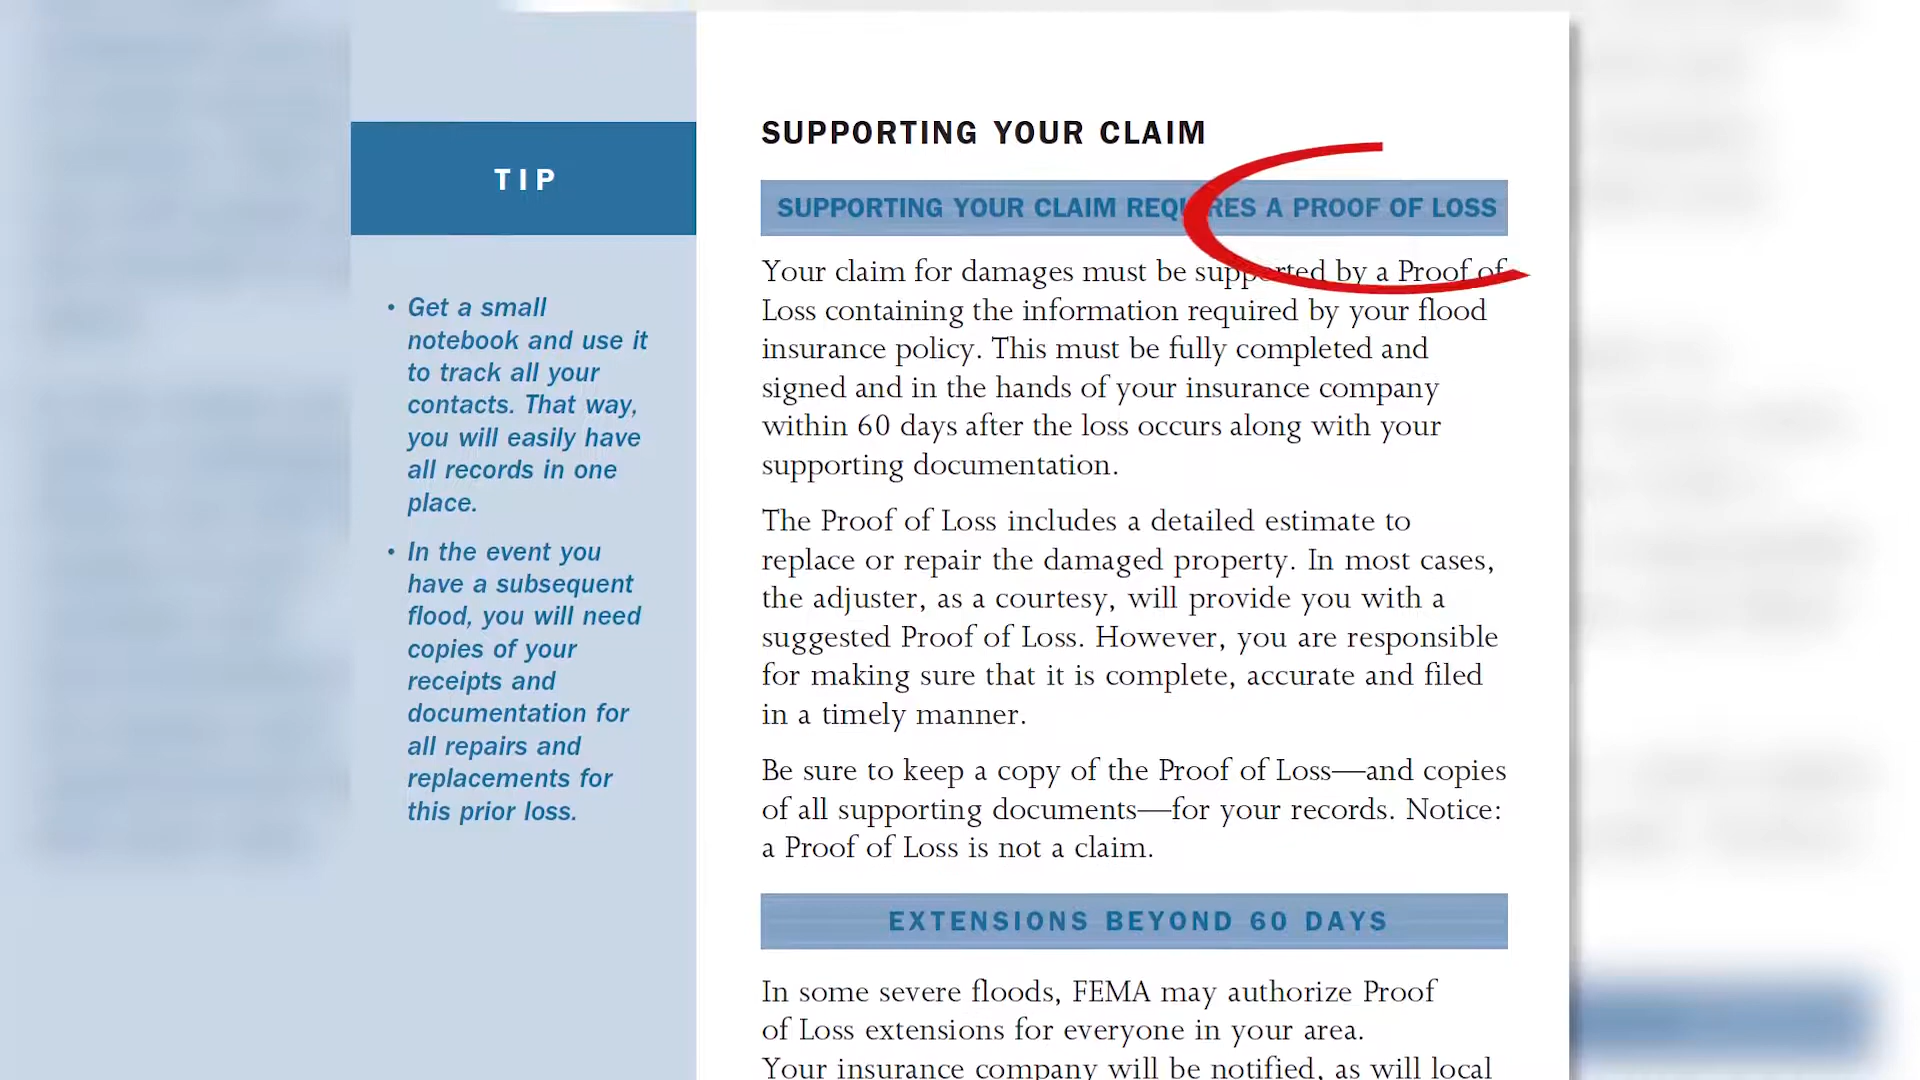 TIP
• Get a small
notebook and use it
to track all your
contacts. That way,
you will easily have
all records in one
place.
• In the event you
have a subsequent
flood, you will need
copies of your
receipts and
documentation for
all repairs and
replacements for
this prior loss.
SUPPORTING YOUR CLAIM
SUPPORTING YOUR CLAIM REQUIRES A PROOF OF LOSS
Your claim for damages must be supported by a Proof of
Loss containing the information required by your flood
insurance policy. This must be fully completed and
signed and in the hands of your insurance company
within 60 days after the loss occurs along with your
supporting documentation.
The Proof of Loss includes a detailed estimate to
replace or repair the damaged property. In most cases,
the adjuster, as a courtesy, will provide you with a
suggested Proof of Loss. However, you are responsible
for making sure that it is complete, accurate and filed
in a timely manner.
Be sure to keep a copy of the Proof of Loss—and copies
of all supporting documents—for your records. Notice:
a Proof of Loss is not a claim.
EXTENSIONS BEYOND 60 DAYS
In some severe floods, FEMA may authorize Proof
of Loss extensions for everyone in your area.
Your insurance company will be notified, as will local